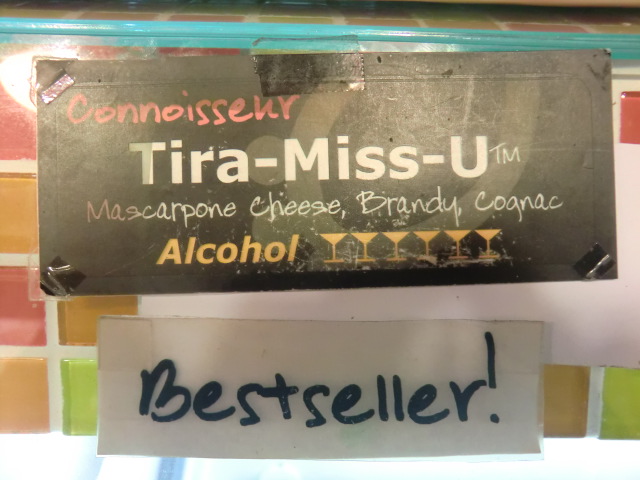 Connoisseur
Tira-Miss-U™
Mascarpone Cheese, Brandy, Cognac
Alcohol
Bestseller!